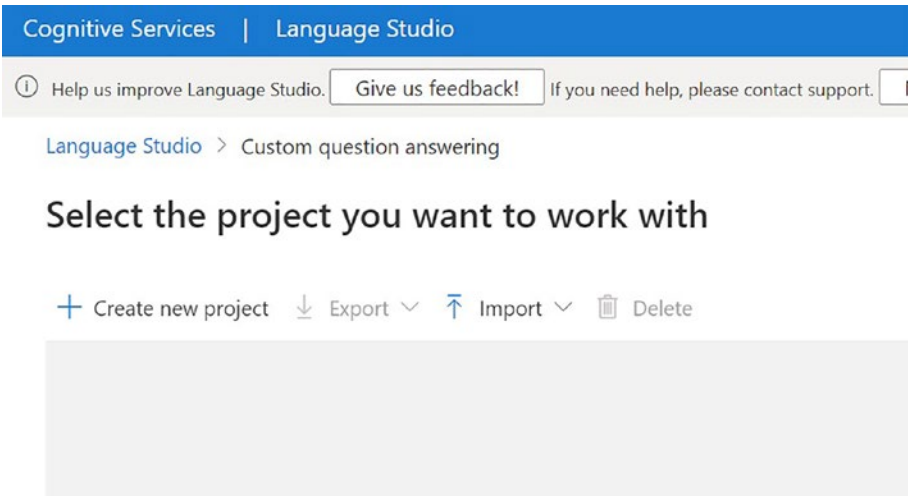 Cognitive Services | Language Studio
Help us improve Language Studio. Give us feedback! If you need help, please contact support.
Language Studio > Custom question answering
Select the project you want to work with
+ Create new project Export Import Delete